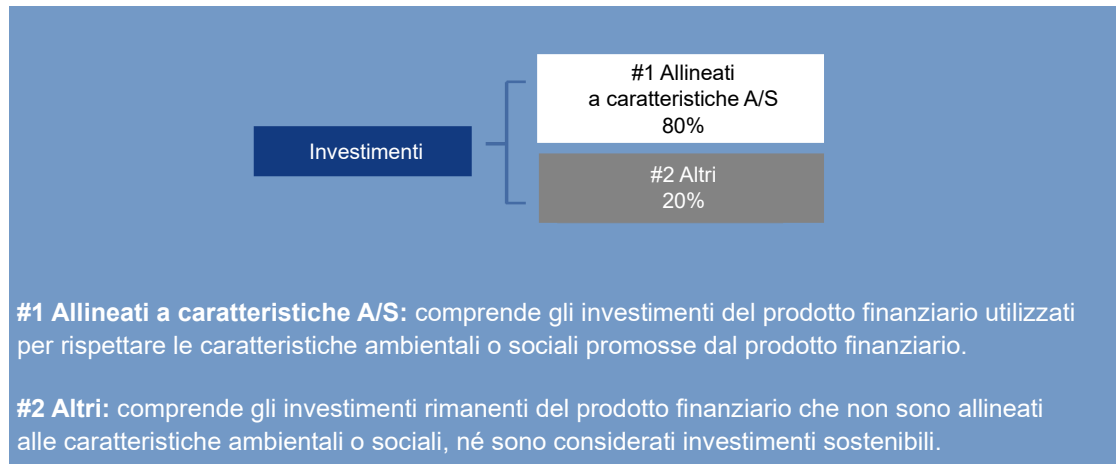 #1 Allineati
a caratteristiche A/S
80%
Investimenti
#2 Altri
20%
#1 Allineati a caratteristiche A/S: comprende gli investimenti del prodotto finanziario utilizzati
per rispettare le caratteristiche ambientali o sociali promosse dal prodotto finanziario.
#2 Altri: comprende gli investimenti rimanenti del prodotto finanziario che non sono allineati
alle caratteristiche ambientali o sociali, né sono considerati investimenti sostenibili.